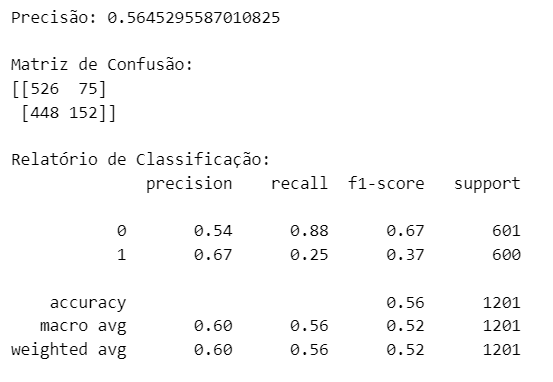 Precisão: 0.5645295587010825
Matriz de Confusão:
[[526  75]
 [448 152]]
Relatório de Classificação:
              precision    recall  f1-score   support
           0       0.54      0.88      0.67       601
           1       0.67      0.25      0.37       600
    accuracy                           0.56      1201
   macro avg       0.60      0.56      0.52      1201
weighted avg       0.60      0.56      0.52      1201